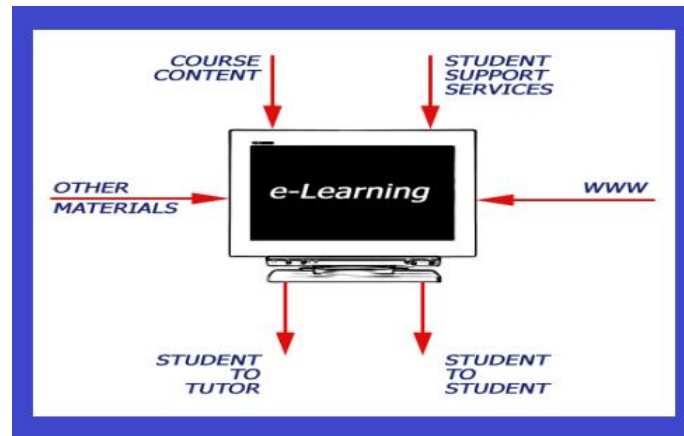 COURSE
CONTENT
STUDENT
SUPPORT
SERVICES
OTHER
MATERIALS
e-Learning
WWW
STUDENT
TO
TUTOR
STUDENT
TO
STUDENT